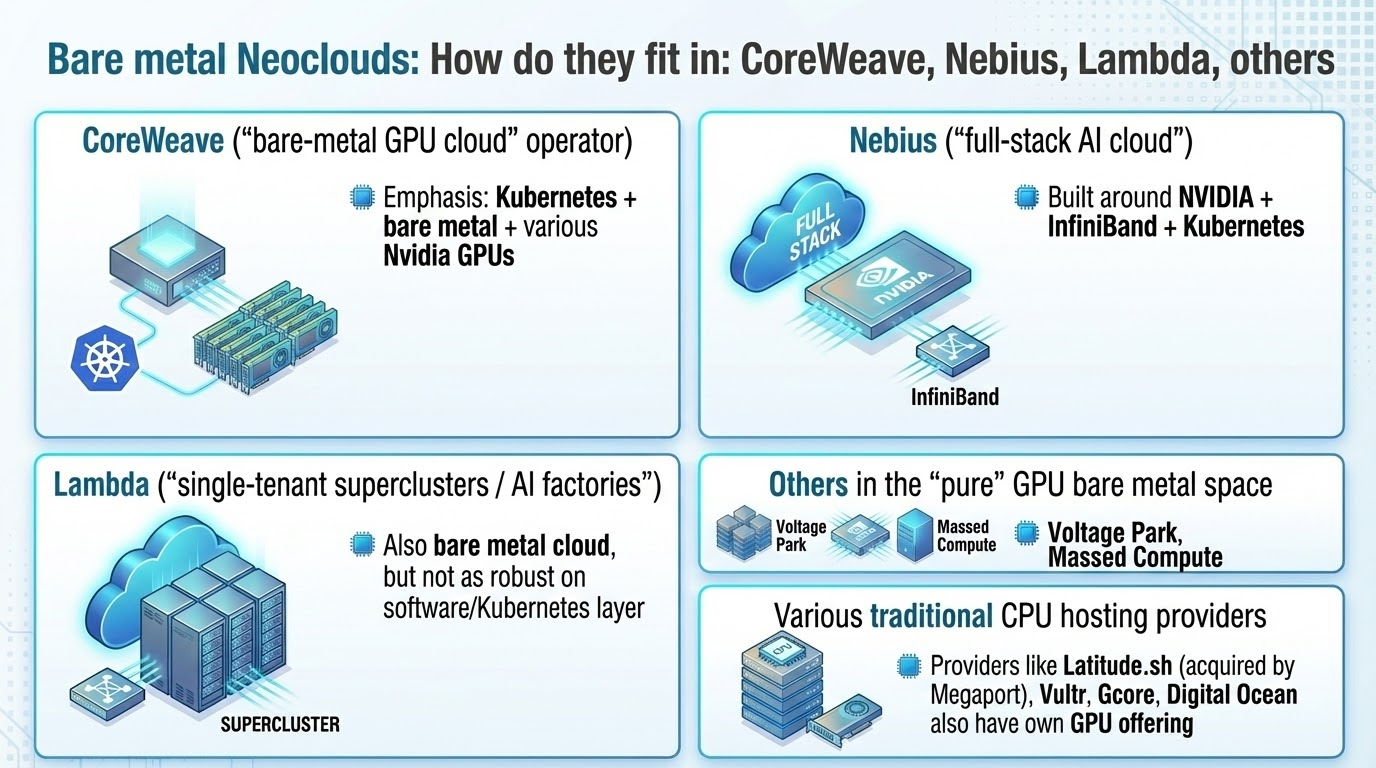 Bare metal Neoclouds: How do they fit in: CoreWeave, Nebius, Lambda, others
CoreWeave (“bare-metal GPU cloud” operator)
Emphasis: Kubernetes +
bare metal + various
Nvidia GPUs
Nebius (“full-stack AI cloud”)
FULL
STACK
NVIDIA
InfiniBand
Built around NVIDIA +
InfiniBand + Kubernetes
Lambda (“single-tenant superclusters / AI factories”)
Also bare metal cloud,
but not as robust on
software/Kubernetes layer
SUPERCLUSTER
Others in the “pure” GPU bare metal space
Voltage
Park
Massed
Compute
Voltage Park,
Massed Compute
Various traditional CPU hosting providers
CPU
Providers like Latitude.sh (acquired by
Megaport), Vultr, Gcore, Digital Ocean
also have own GPU offering